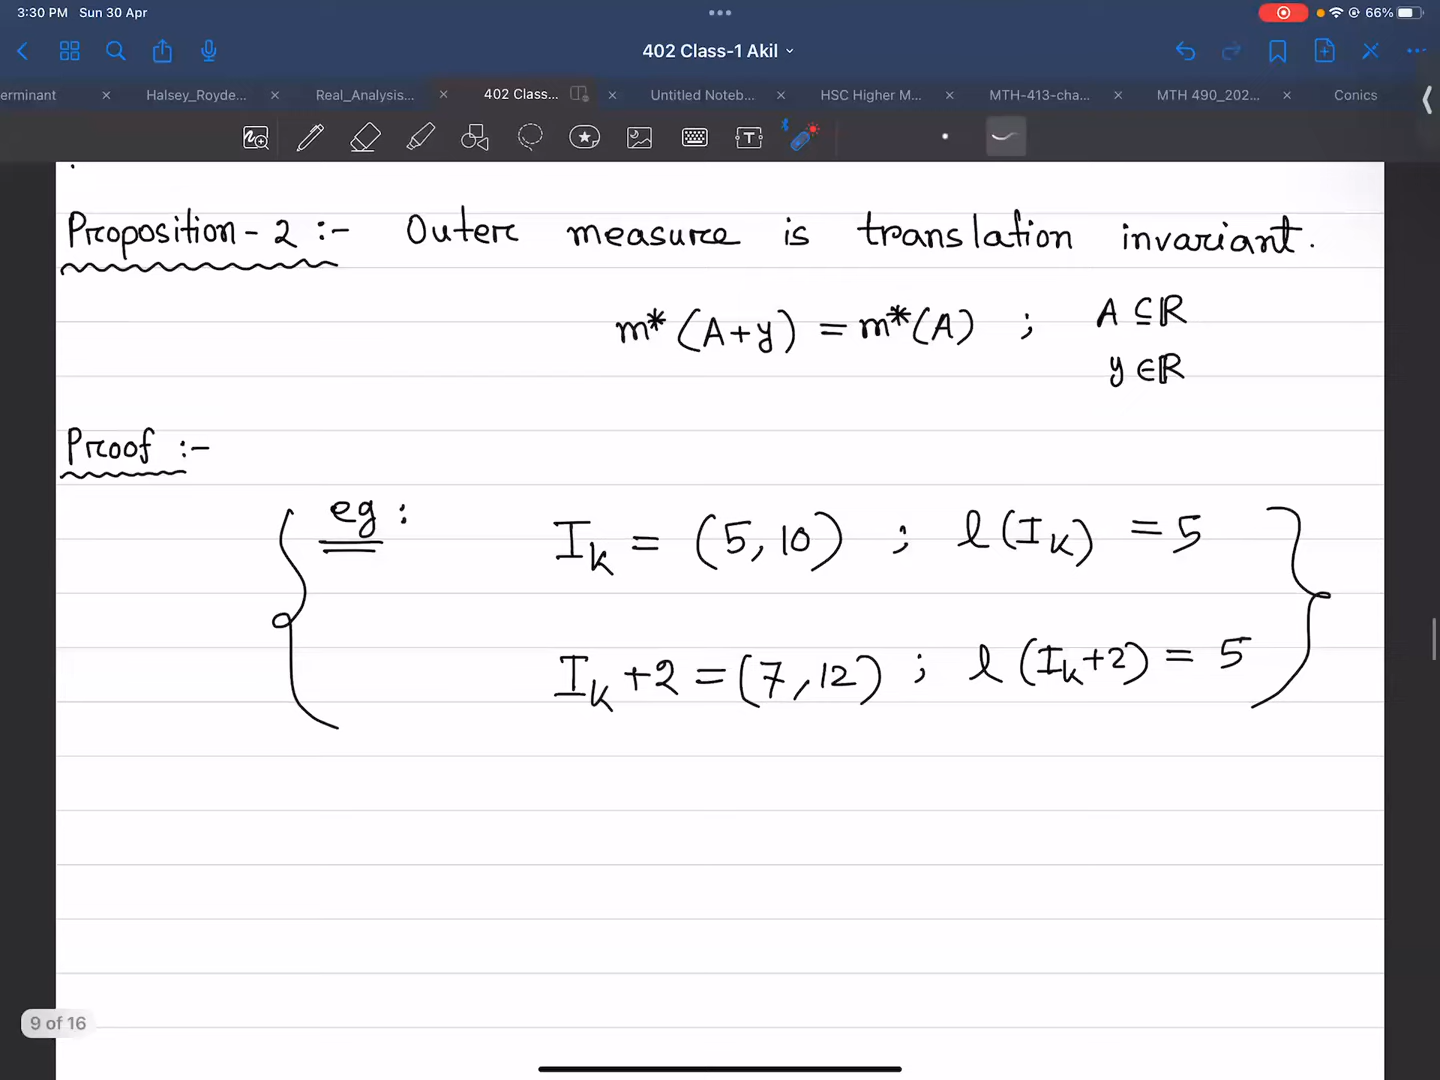 3:30 PM Sun 30 Apr
66%
402 Class-1 Akil
erminant
Halsey_Royde...
Real_Analysis...
402 Class...
Untitled Noteb...
HSC Higher M...
MTH-413-cha...
MTH 490_202...
Conics
Proposition-2 :- Outer measure is translation invariant.
m* (A+y) = m* (A) ; A ⊆ ℝ
y ∈ ℝ
Proof :-
eg : I_k = (5, 10) ; l (I_k) = 5
I_k + 2 = (7, 12) ; l (I_k+2) = 5
9 of 16